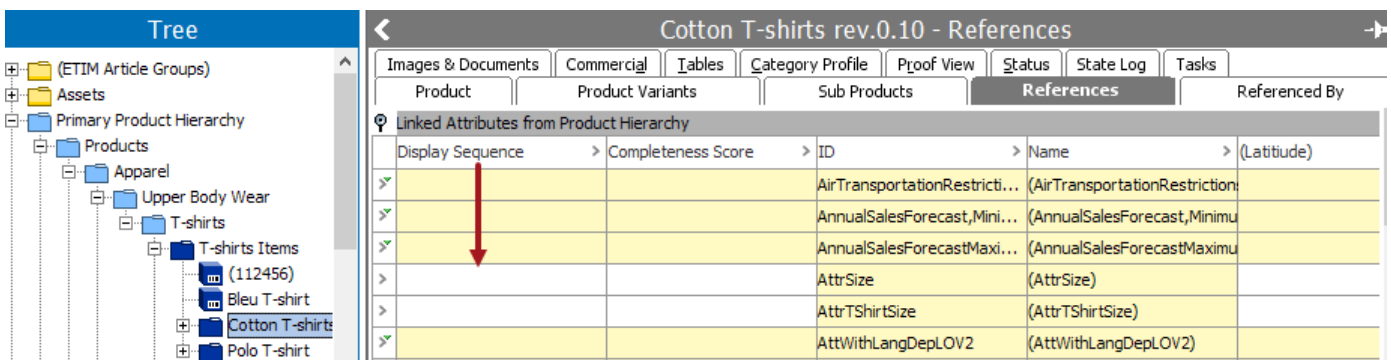 Tree
(ETIM Article Groups)
Assets
Primary Product Hierarchy
Products
Apparel
Upper Body Wear
T-shirts
T-shirts Items
(112456)
Bleu T-shirt
Cotton T-shirts
Polo T-shirt
Cotton T-shirts rev.0.10 - References
Images & Documents Commercial Tables Category Profile Proof View Status State Log Tasks
Product Product Variants Sub Products References Referenced By
Linked Attributes from Product Hierarchy
Display Sequence > Completeness Score > ID > Name > (Latitiude)
AirTransportationRestricti... (AirTransportationRestrictions
AnnualSalesForecast,Mini... (AnnualSalesForecast,Minimu
AnnualSalesForecastMaxi... (AnnualSalesForecastMaximu
AttrSize (AttrSize)
AttrTShirtSize (AttrTShirtSize)
AttWithLangDepLOV2 (AttWithLangDepLOV2)